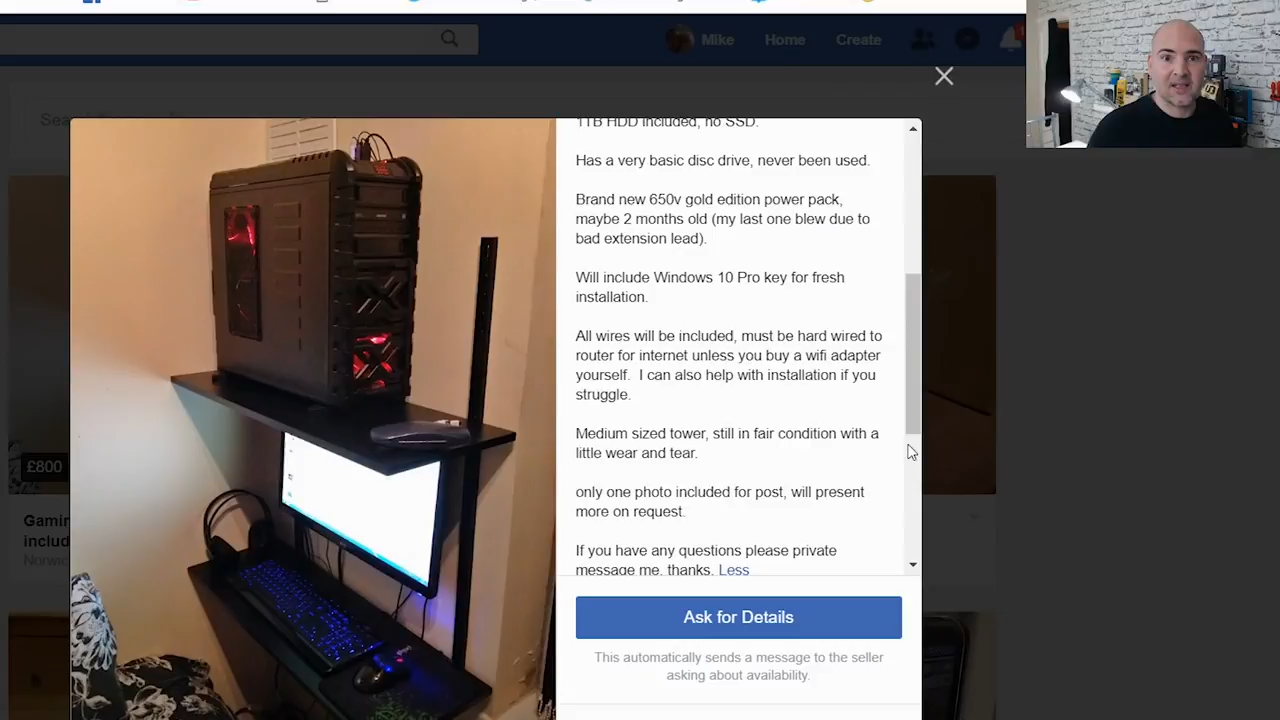 Mike Home Create
1TB HDD included, no SSD.
Has a very basic disc drive, never been used.
Brand new 650v gold edition power pack,
maybe 2 months old (my last one blew due to
bad extension lead).
Will include Windows 10 Pro key for fresh
installation.
All wires will be included, must be hard wired to
router for internet unless you buy a wifi adapter
yourself. I can also help with installation if you
struggle.
Medium sized tower, still in fair condition with a
little wear and tear.
only one photo included for post, will present
more on request.
If you have any questions please private
message me, thanks. Less
Ask for Details
This automatically sends a message to the seller
asking about availability.
£800
Gamin
includ
Norwic